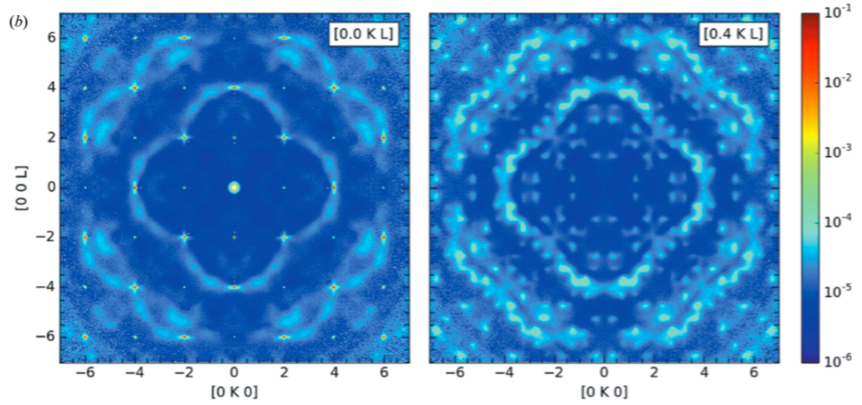 (b)
[0.0 K L]
[0.4 K L]
6
4
2
0
−2
−4
−6
[0 0 L]
−6 −4 −2 0 2 4 6
−6 −4 −2 0 2 4 6
[0 K 0]
[0 K 0]
10⁻¹
10⁻²
10⁻³
10⁻⁴
10⁻⁵
10⁻⁶